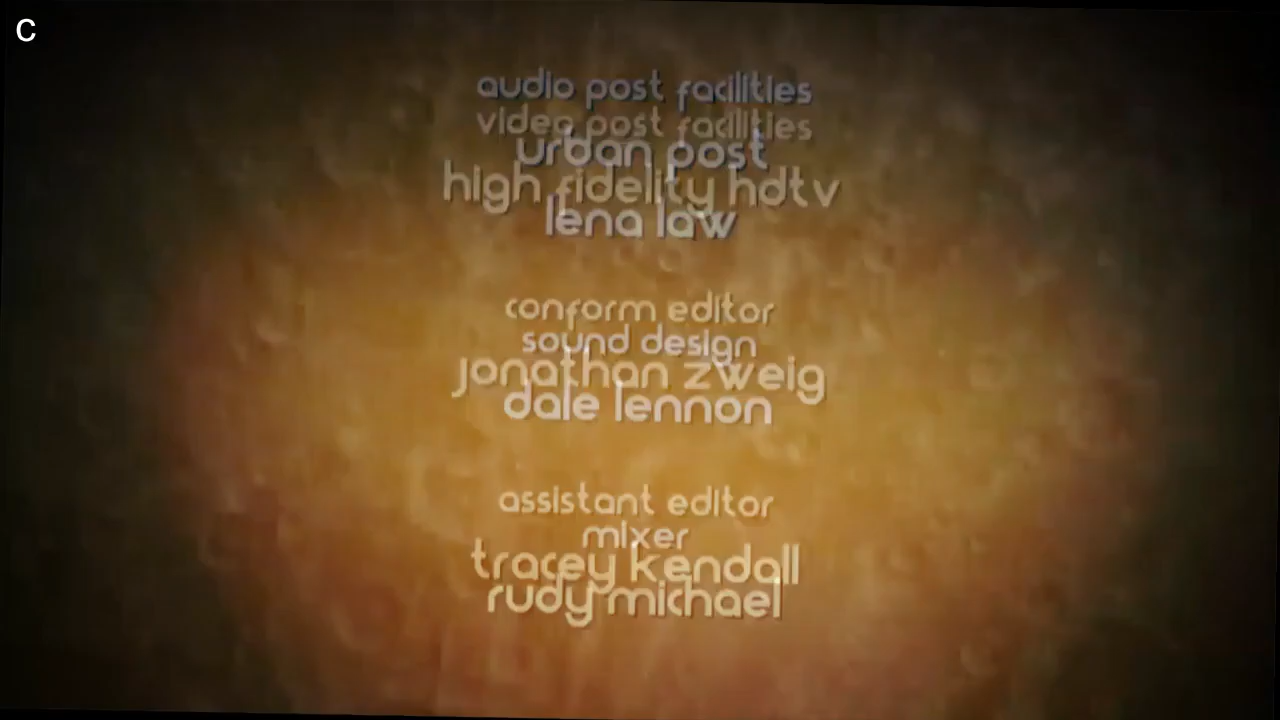 C
audio post facilities
video post facilities
urban post
high fidelity hdtv
lena law
conform editor
sound design
jonathan zweig
dale lennon
assistant editor
mixer
tracey kendall
rudy michael